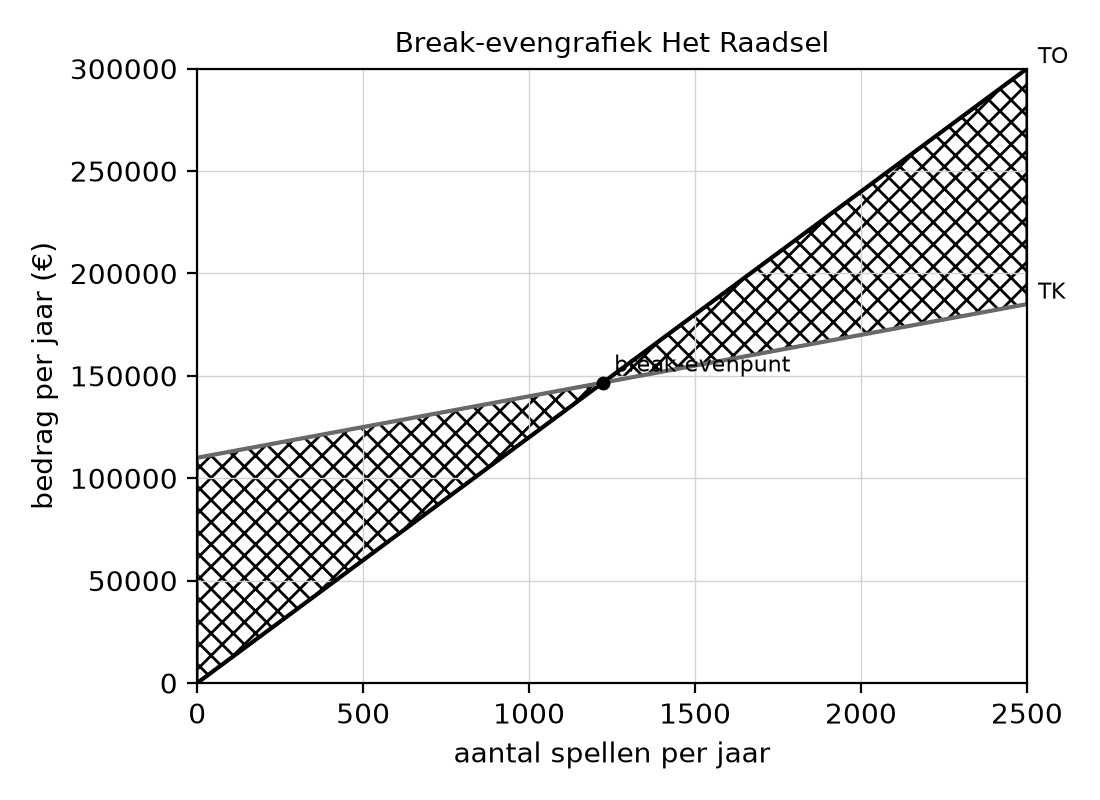 Break-evengrafiek Het Raadsel
TO
300000
250000
200000
150000
100000
50000
0
bedrag per jaar (€)
TK
break-evenpunt
0 500 1000 1500 2000 2500
aantal spellen per jaar